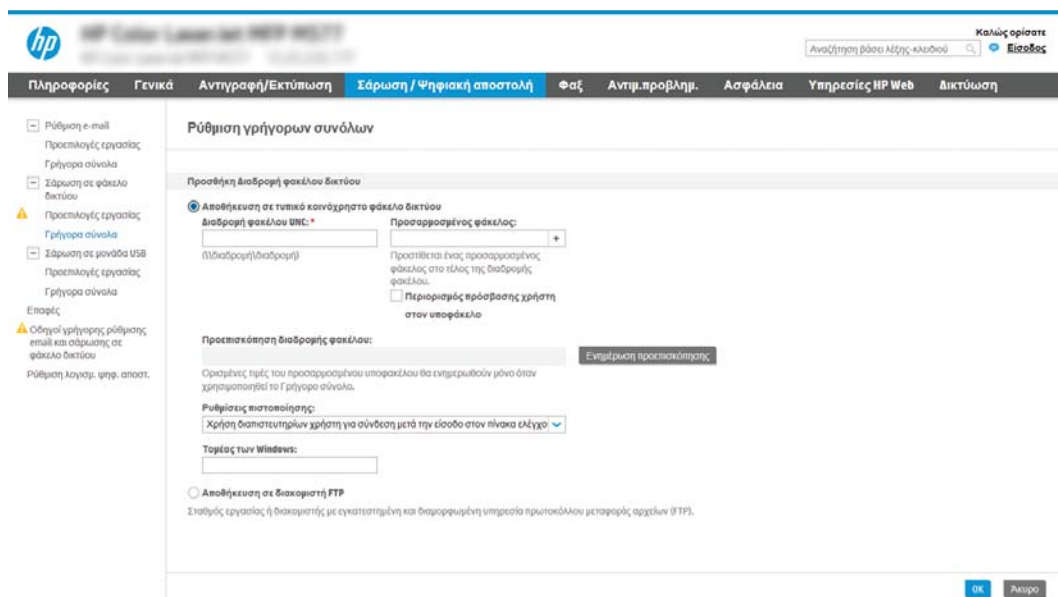 hp
Καλώς ορίσατε
Αναζήτηση βάσει λέξης-κλειδιού
Είσοδος
Πληροφορίες Γενικά Αντιγραφή/Εκτύπωση Σάρωση / Ψηφιακή αποστολή Φαξ Αντιμ.προβλημ. Ασφάλεια Υπηρεσίες HP Web Δικτύωση
Ρύθμιση e-mail
Προεπιλογές εργασίας
Γρήγορα σύνολα
Σάρωση σε φάκελο
δικτύου
Προεπιλογές εργασίας
Γρήγορα σύνολα
Σάρωση σε μονάδα USB
Προεπιλογές εργασίας
Γρήγορα σύνολα
Επαφές
Οδηγοί γρήγορης ρύθμισης
email και σάρωσης σε
φάκελο δικτύου
Ρύθμιση λογισμ. ψηφ. αποστ.
Ρύθμιση γρήγορων συνόλων
Προσθήκη Διαδρομή φακέλου δικτύου
Αποθήκευση σε τυπικό κοινόχρηστο φάκελο δικτύου
Διαδρομή φακέλου UNC:*
(\\διαδρομή\διαδρομή)
Προσαρμοσμένος φάκελος:
+
Προστίθεται ένας προσαρμοσμένος
φάκελος στο τέλος της διαδρομής
φακέλου.
Περιορισμός πρόσβασης χρήστη
στον υποφάκελο
Προεπισκόπηση διαδρομής φακέλου:
Ενημέρωση προεπισκόπησης
Ορισμένες τιμές του προσαρμοσμένου υποφακέλου θα ενημερωθούν μόνο όταν
χρησιμοποιηθεί το Γρήγορο σύνολο.
Ρυθμίσεις πιστοποίησης:
Χρήση διαπιστευτηρίων χρήστη για σύνδεση μετά την είσοδο στον πίνακα ελέγχο
Τομέας των Windows:
Αποθήκευση σε διακομιστή FTP
Σταθμός εργασίας ή διακομιστής με εγκατεστημένη και διαμορφωμένη υπηρεσία πρωτοκόλλου μεταφοράς αρχείων (FTP).
OK
Άκυρο